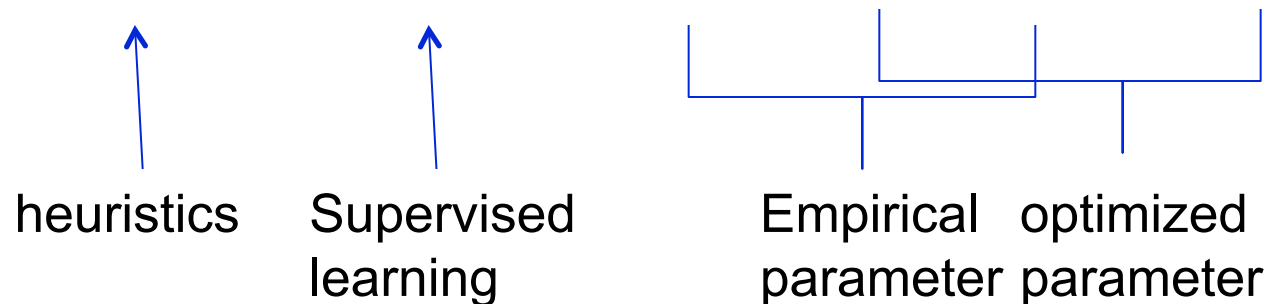 heuristics Supervised Empirical optimized
learning parameter parameter